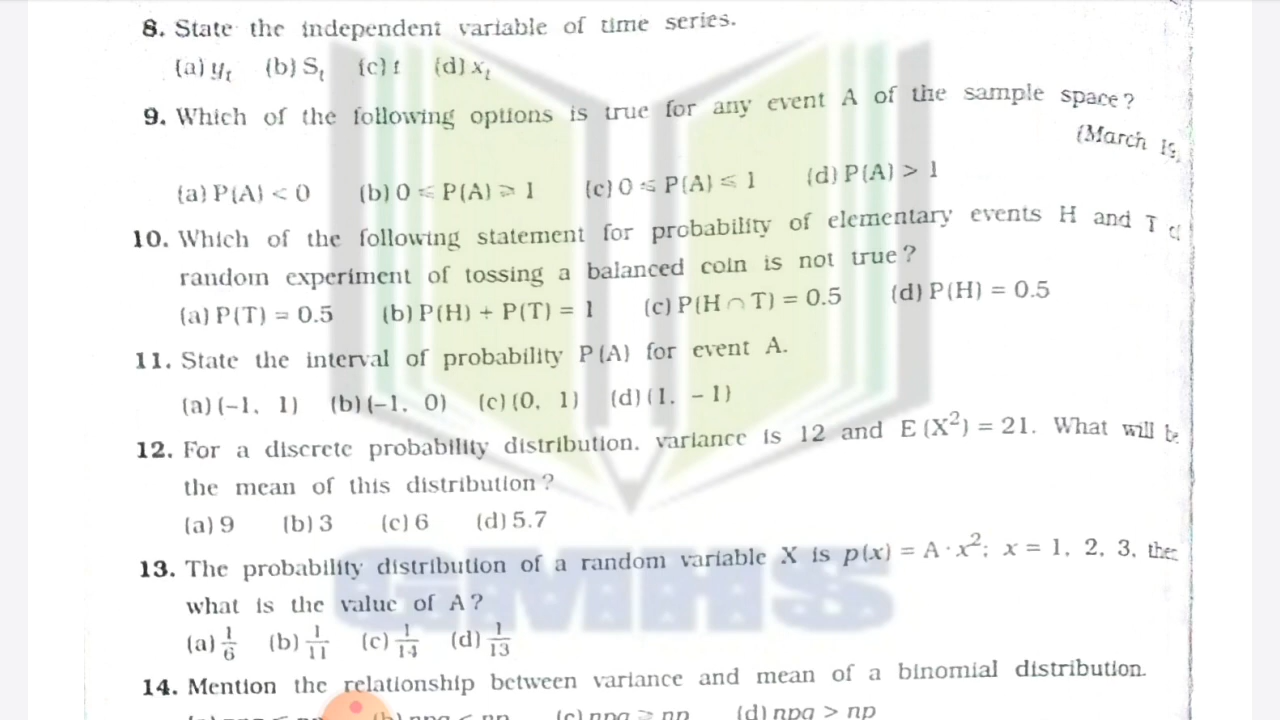 8. State the independent variable of time series.
(a) yₜ (b) Sₜ (c) t (d) xₜ
9. Which of the following options is true for any event A of the sample space?
(March 19,
(a) P(A) < 0 (b) 0 ⩽ P(A) ⩾ 1 (c) 0 ⩽ P(A) ⩽ 1 (d) P(A) > 1
10. Which of the following statement for probability of elementary events H and T
random experiment of tossing a balanced coin is not true?
(a) P(T) = 0.5 (b) P(H) + P(T) = 1 (c) P(H ∩ T) = 0.5 (d) P(H) = 0.5
11. State the interval of probability P(A) for event A.
(a) (−1, 1) (b) (−1, 0) (c) (0, 1) (d) (1, −1)
12. For a discrete probability distribution, variance is 12 and E(X²) = 21. What will be
the mean of this distribution?
(a) 9 (b) 3 (c) 6 (d) 5.7
13. The probability distribution of a random variable X is p(x) = A · x²; x = 1, 2, 3, the
what is the value of A?
(a) 1/6 (b) 1/11 (c) 1/14 (d) 1/13
14. Mention the relationship between variance and mean of a binomial distribution.
(b) npq < np (c) npq ⩾ np (d) npq > np
GMHS